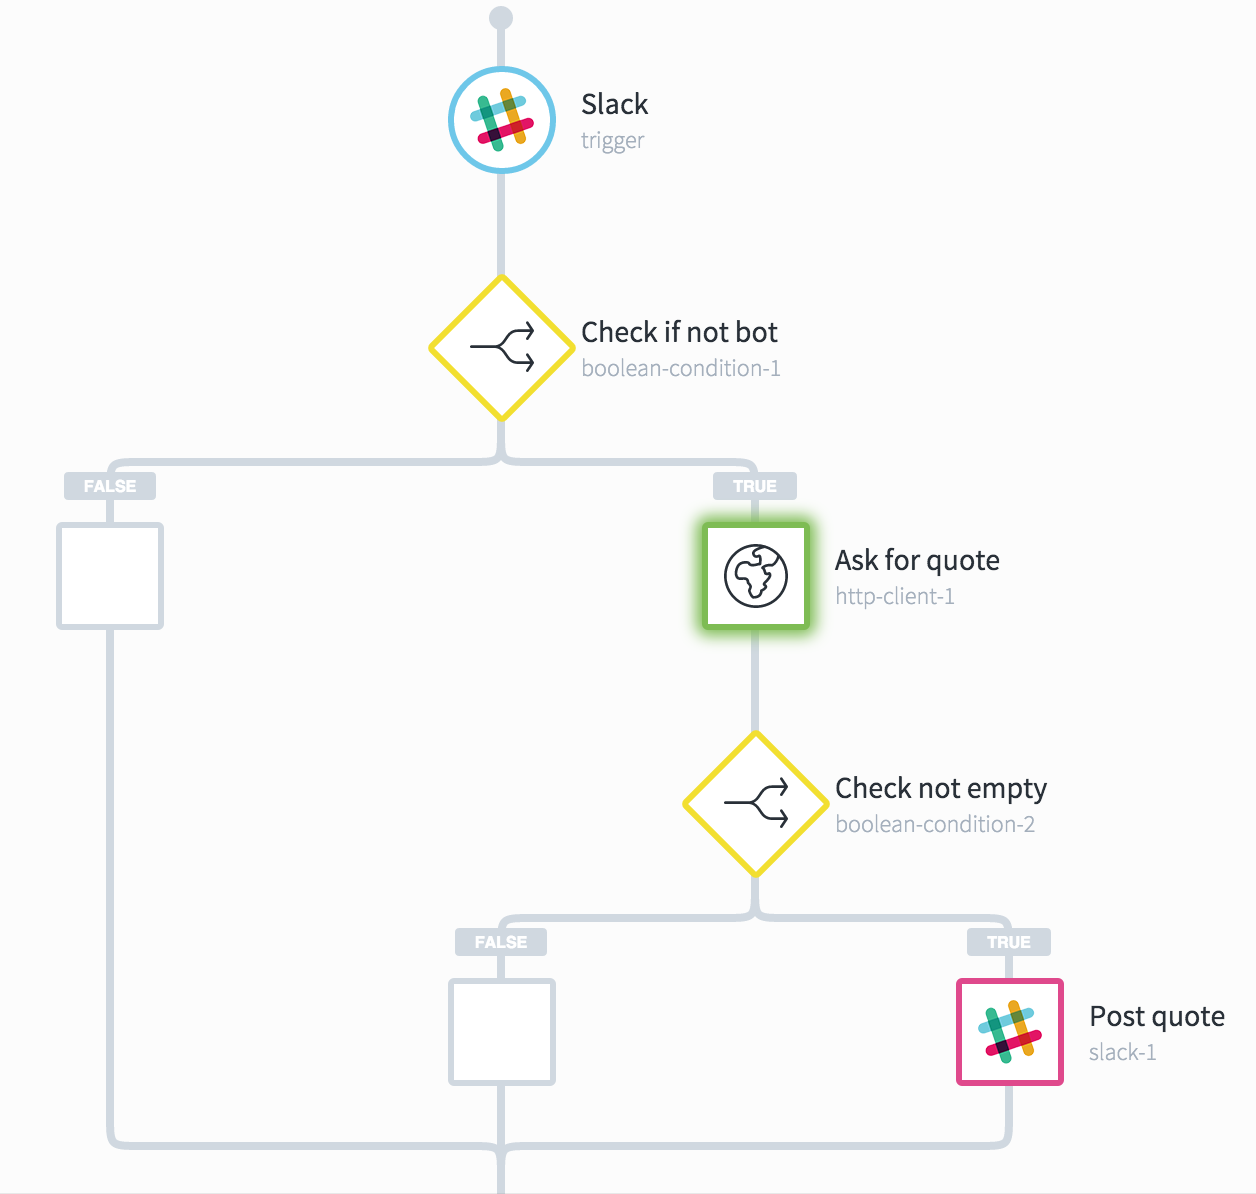 Slack
trigger
Check if not bot
boolean-condition-1
FALSE
TRUE
Ask for quote
http-client-1
Check not empty
boolean-condition-2
FALSE
TRUE
Post quote
slack-1